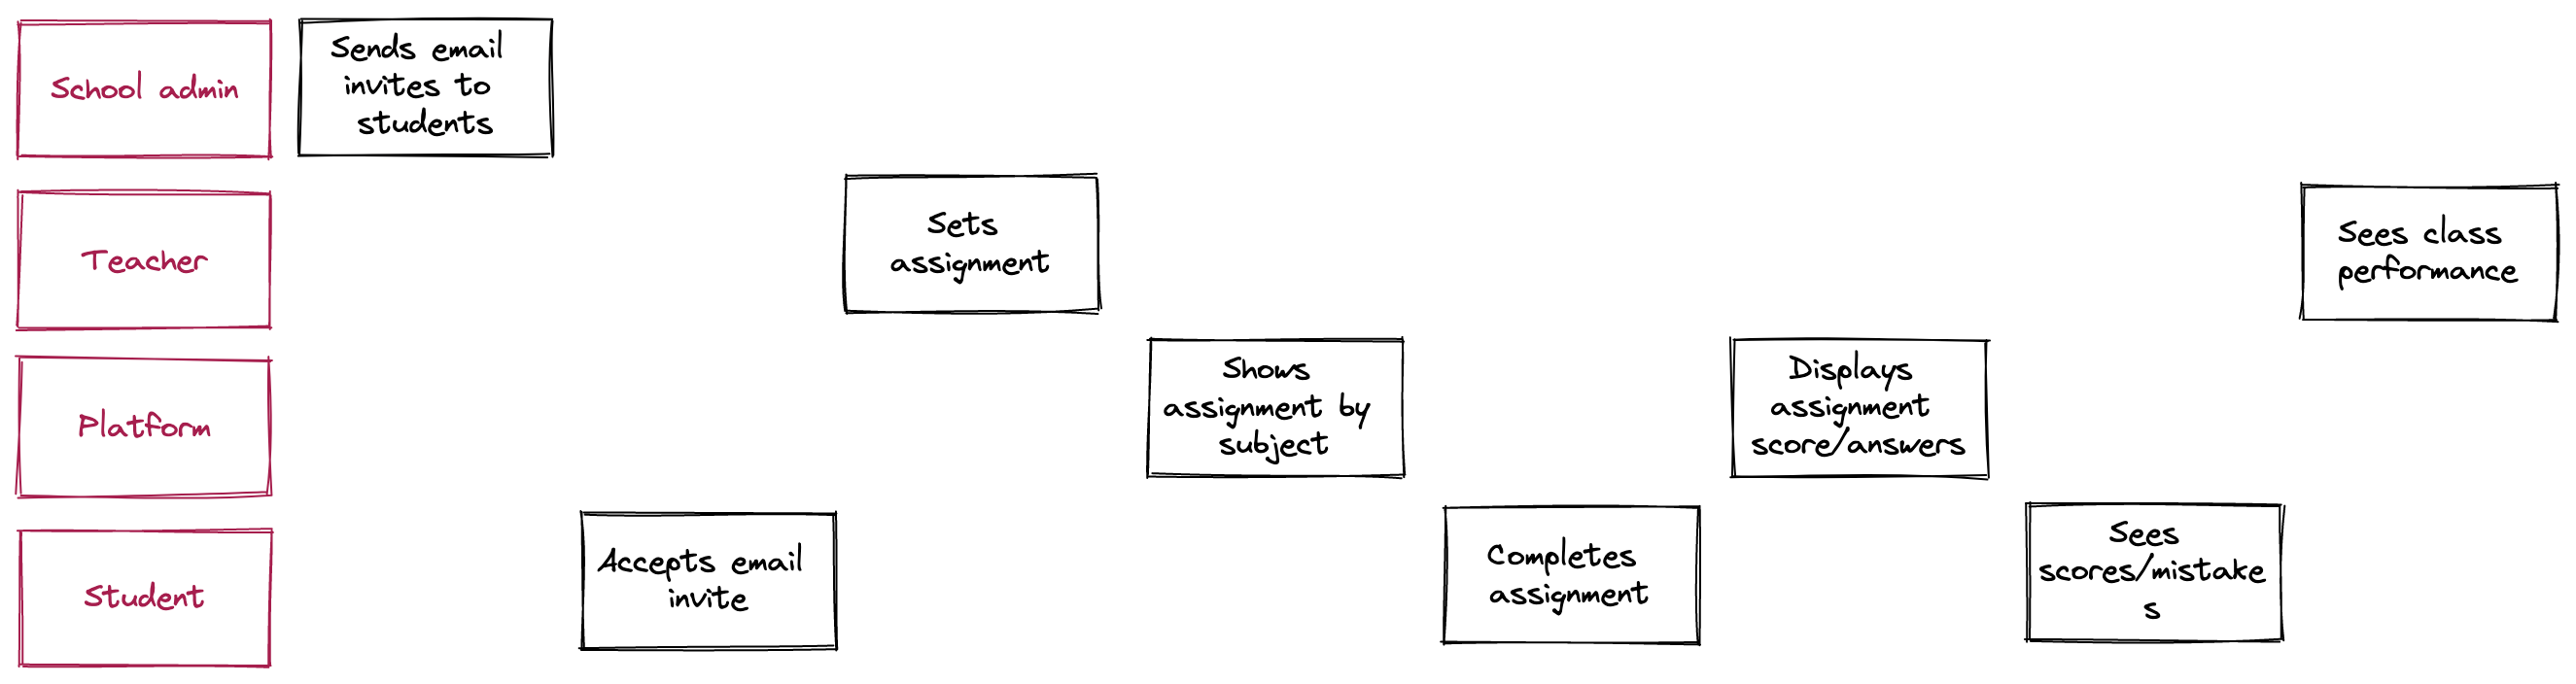 School admin
Sends email
invites to
students
Teacher
Sets
assignment
Sees class
performance
Platform
Shows
assignment by
subject
Displays
assignment
score/answers
Student
Accepts email
invite
Completes
assignment
Sees
scores/mistake
s